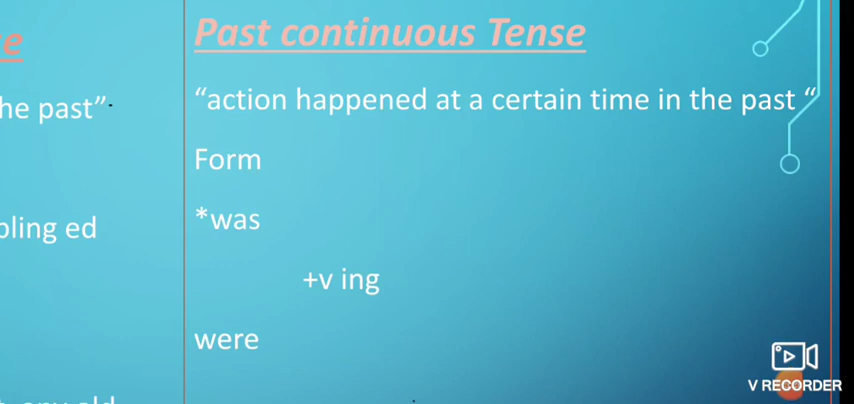 e
Past continuous Tense
he past”
“action happened at a certain time in the past “
Form
*was
ling ed
+v ing
were
V RECORDER